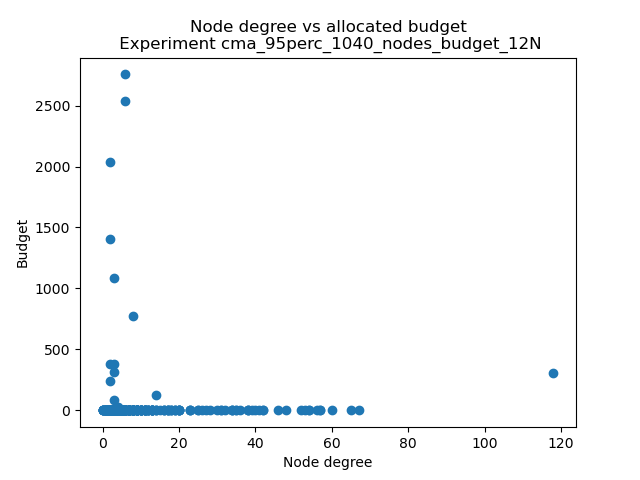 Node degree vs allocated budget
Experiment cma_95perc_1040_nodes_budget_12N
2500
2000
1500
1000
500
0
Budget
0 20 40 60 80 100 120
Node degree